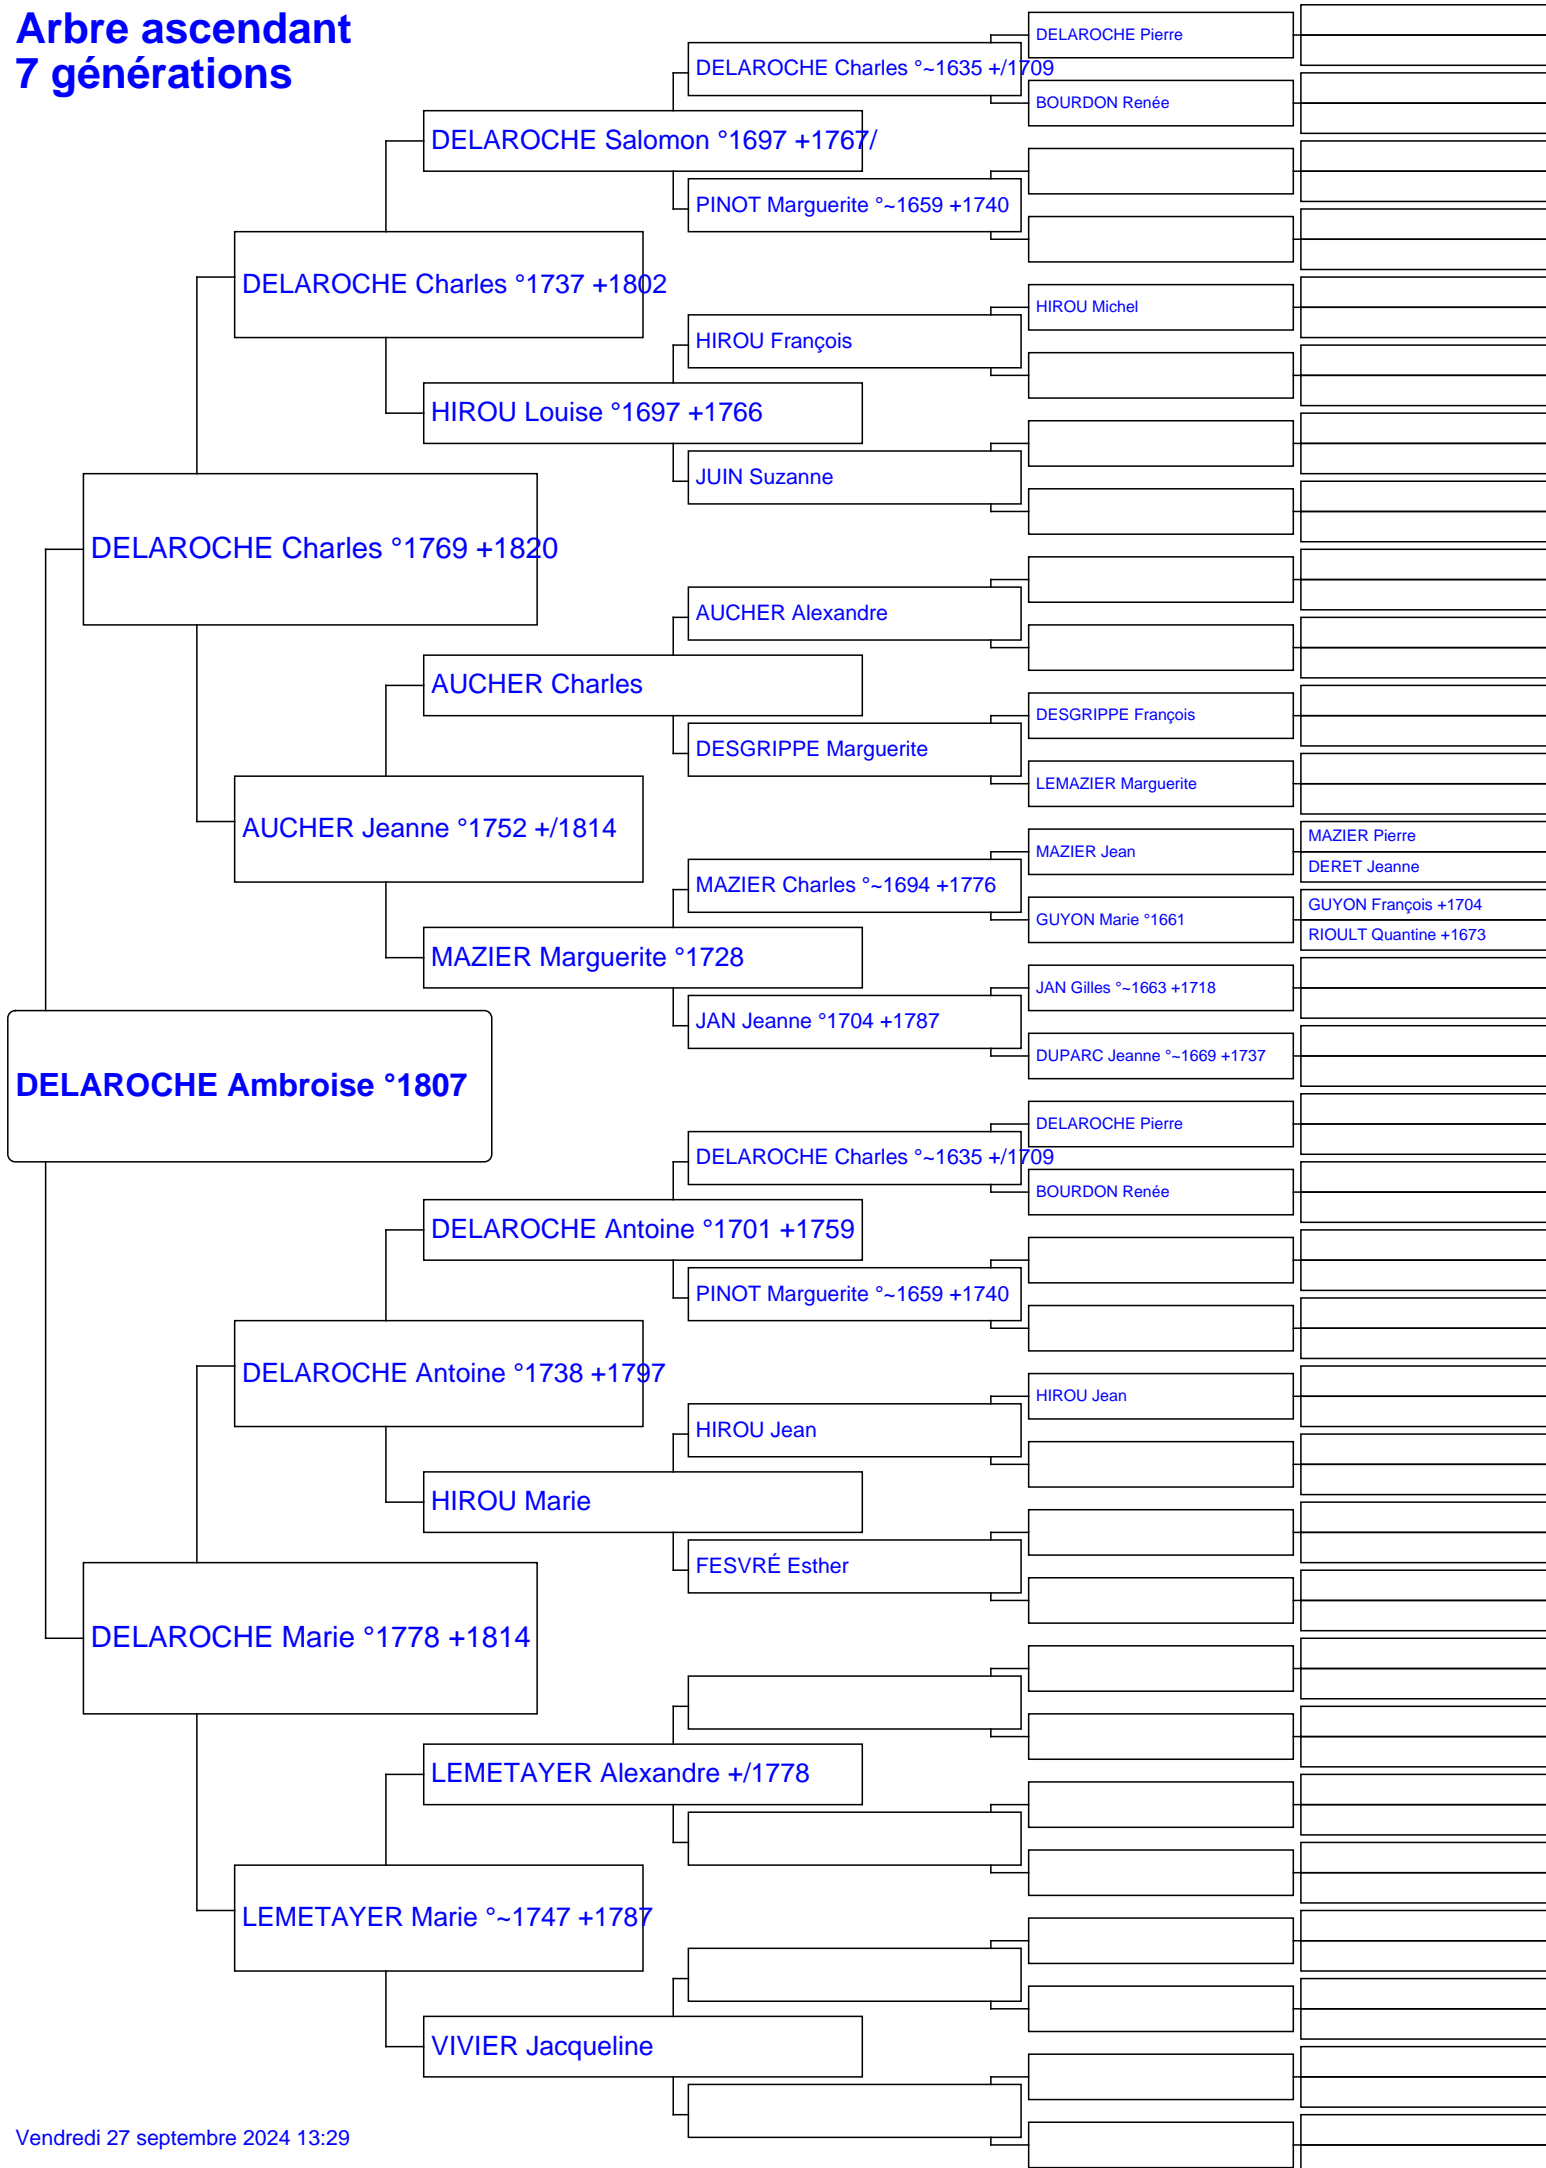 Arbre ascendant
7 générations
DELAROCHE Pierre
DELAROCHE Charles °~1635 +/1709
BOURDON Renée
DELAROCHE Salomon °1697 +1767/
PINOT Marguerite °~1659 +1740
DELAROCHE Charles °1737 +1802
HIROU Michel
HIROU François
HIROU Louise °1697 +1766
JUIN Suzanne
DELAROCHE Charles °1769 +1820
AUCHER Alexandre
AUCHER Charles
DESGRIPPE François
DESGRIPPE Marguerite
LEMAZIER Marguerite
AUCHER Jeanne °1752 +/1814
MAZIER Pierre
MAZIER Jean
DERET Jeanne
MAZIER Charles °~1694 +1776
GUYON François +1704
GUYON Marie °1661
RIOULT Quantine +1673
MAZIER Marguerite °1728
JAN Gilles °~1663 +1718
JAN Jeanne °1704 +1787
DUPARC Jeanne °~1669 +1737
DELAROCHE Ambroise °1807
DELAROCHE Pierre
DELAROCHE Charles °~1635 +/1709
BOURDON Renée
DELAROCHE Antoine °1701 +1759
PINOT Marguerite °~1659 +1740
DELAROCHE Antoine °1738 +1797
HIROU Jean
HIROU Jean
HIROU Marie
FESVRÉ Esther
DELAROCHE Marie °1778 +1814
LEMETAYER Alexandre +/1778
LEMETAYER Marie °~1747 +1787
VIVIER Jacqueline
Vendredi 27 septembre 2024 13:29